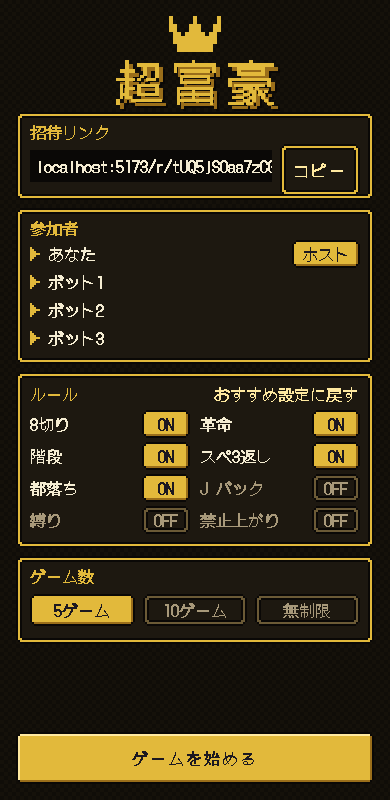 超富豪
招待リンク
localhost:5173/r/tUQ5JSOaa7zC
コピー
参加者
あなた
ホスト
ボット1
ボット2
ボット3
ルール
おすすめ設定に戻す
8切り ON 革命 ON
階段 ON スペ3返し ON
都落ち ON J バック OFF
縛り OFF 禁止上がり OFF
ゲーム数
5ゲーム 10ゲーム 無制限
ゲームを始める